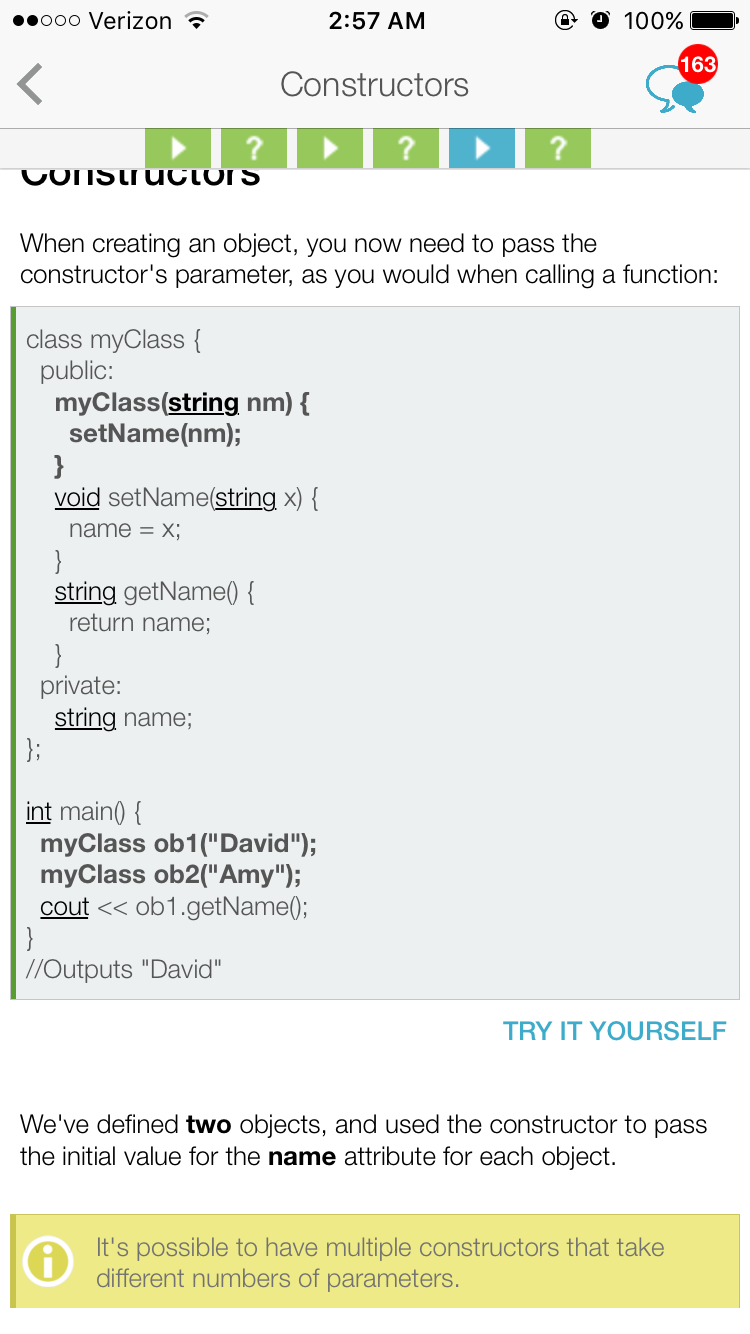 Verizon 2:57 AM 100%
Constructors 163
? ? ?
Constructors
When creating an object, you now need to pass the
constructor's parameter, as you would when calling a function:
class myClass {
public:
myClass(string nm) {
setName(nm);
}
void setName(string x) {
name = x;
}
string getName() {
return name;
}
private:
string name;
};
int main() {
myClass ob1("David");
myClass ob2("Amy");
cout << ob1.getName();
}
//Outputs "David"
TRY IT YOURSELF
We've defined two objects, and used the constructor to pass
the initial value for the name attribute for each object.
It's possible to have multiple constructors that take
different numbers of parameters.